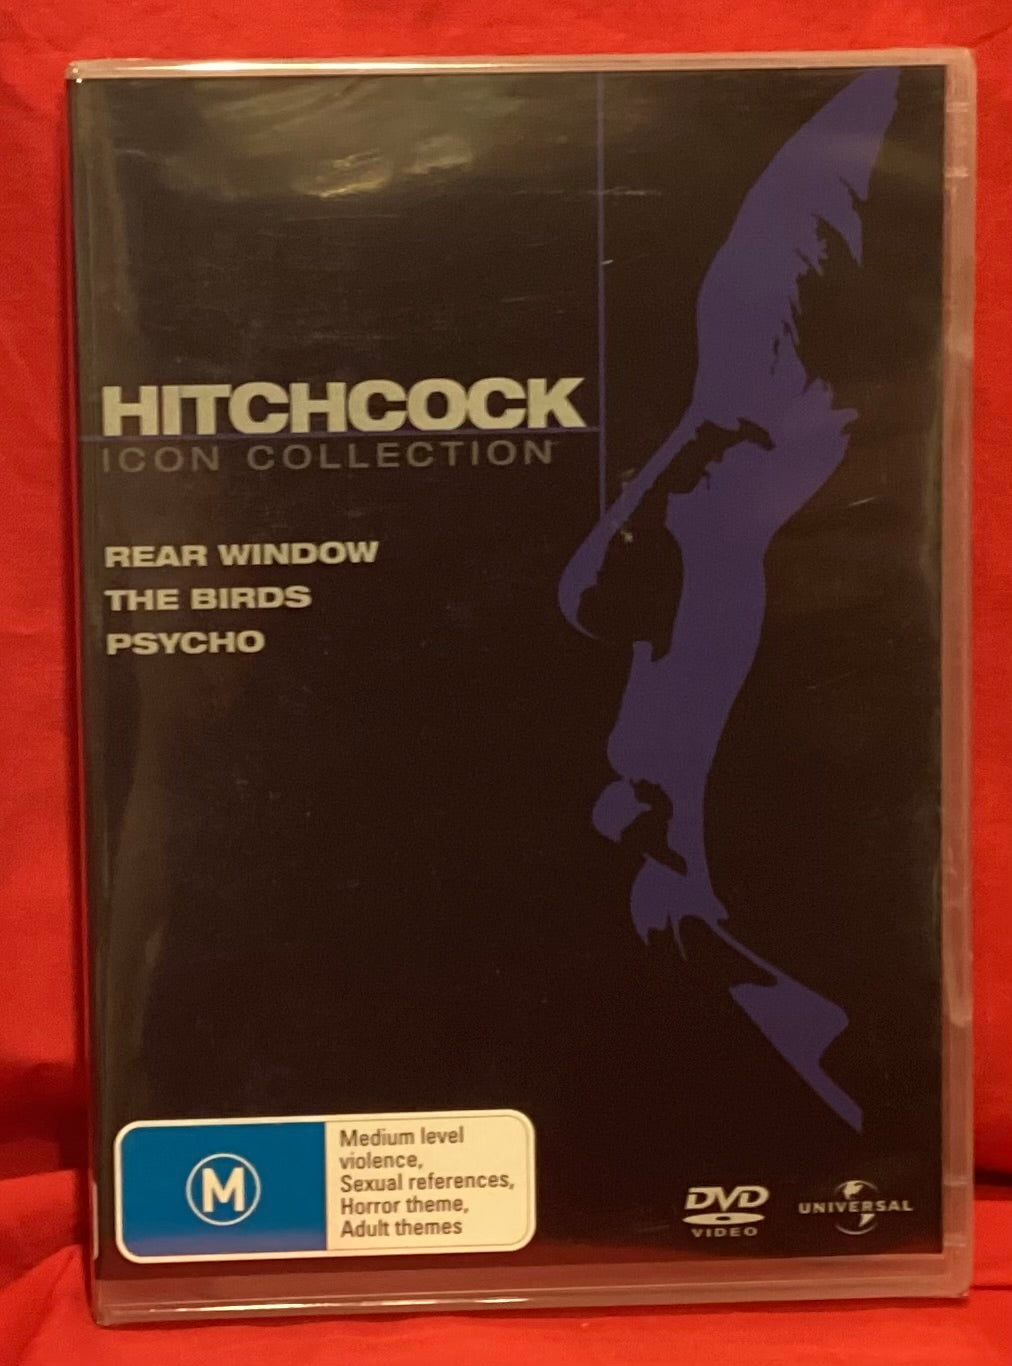 HITCHCOCK
ICON COLLECTION
REAR WINDOW
THE BIRDS
PSYCHO
M
Medium level
violence,
Sexual references,
Horror theme,
Adult themes
DVD
VIDEO
UNIVERSAL